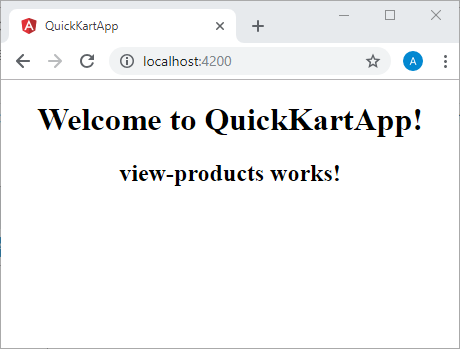 QuickKartApp
localhost:4200
A
Welcome to QuickKartApp!
view-products works!